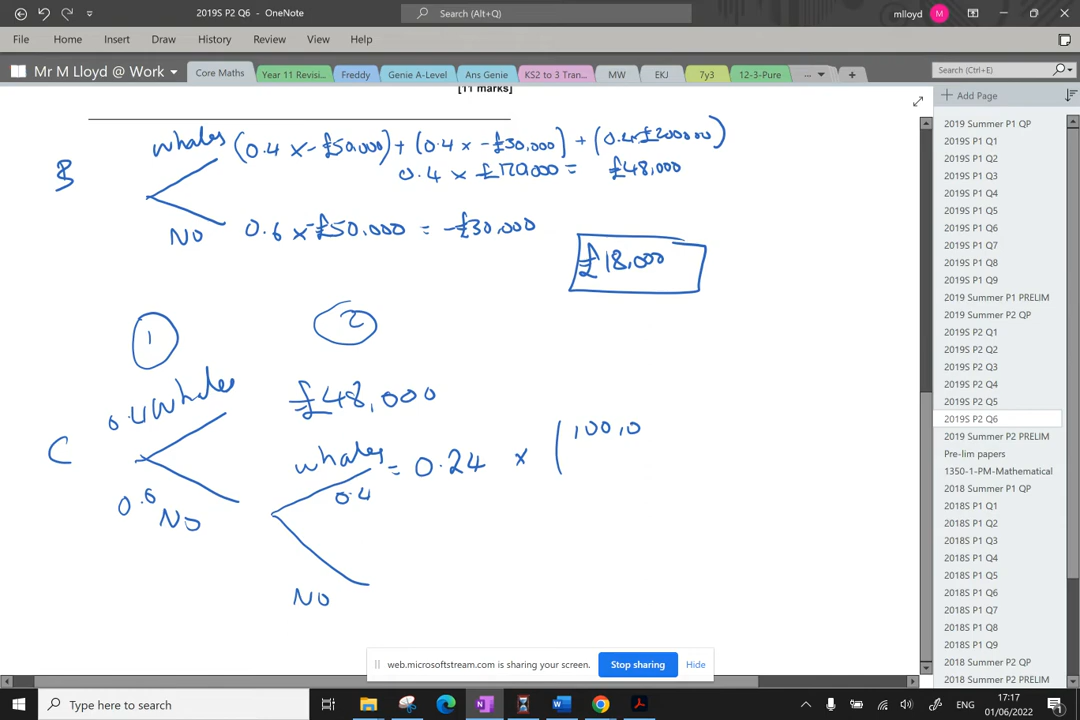 2019S P2 Q6 - OneNote
Search (Alt+Q)
mlloyd
M
File Home Insert Draw History Review View Help
Mr M Lloyd @ Work
Core Maths
Year 11 Revisi...
Freddy
Genie A-Level
Ans Genie
KS2 to 3 Tran...
MW
EKJ
7y3
12-3-Pure
...
Search (Ctrl+E)
[11 marks]
B
whales (0.4 x -£50,000) + (0.4 x -£30,000) + (0.4x£200000)
0.4 x £120,000 = £48,000
NO 0.6 x -£50,000 = -£30,000
£18,000
1
2
C
0.4 Whales £48,000
0.6 No
whales = 0.24 x (100,0
0.4
NO
Add Page
2019 Summer P1 QP
2019S P1 Q1
2019S P1 Q2
2019S P1 Q3
2019S P1 Q4
2019S P1 Q5
2019S P1 Q6
2019S P1 Q7
2019S P1 Q8
2019S P1 Q9
2019 Summer P1 PRELIM
2019 Summer P2 QP
2019S P2 Q1
2019S P2 Q2
2019S P2 Q3
2019S P2 Q4
2019S P2 Q5
2019S P2 Q6
2019 Summer P2 PRELIM
Pre-lim papers
1350-1-PM-Mathematical
2018 Summer P1 QP
2018S P1 Q1
2018S P1 Q2
2018S P1 Q3
2018S P1 Q4
2018S P1 Q5
2018S P1 Q6
2018S P1 Q7
2018S P1 Q8
2018S P1 Q9
2018 Summer P2 QP
2018 Summer P1 PRELIM
web.microsoftstream.com is sharing your screen.
Stop sharing
Hide
Type here to search
ENG
17:17
01/06/2022